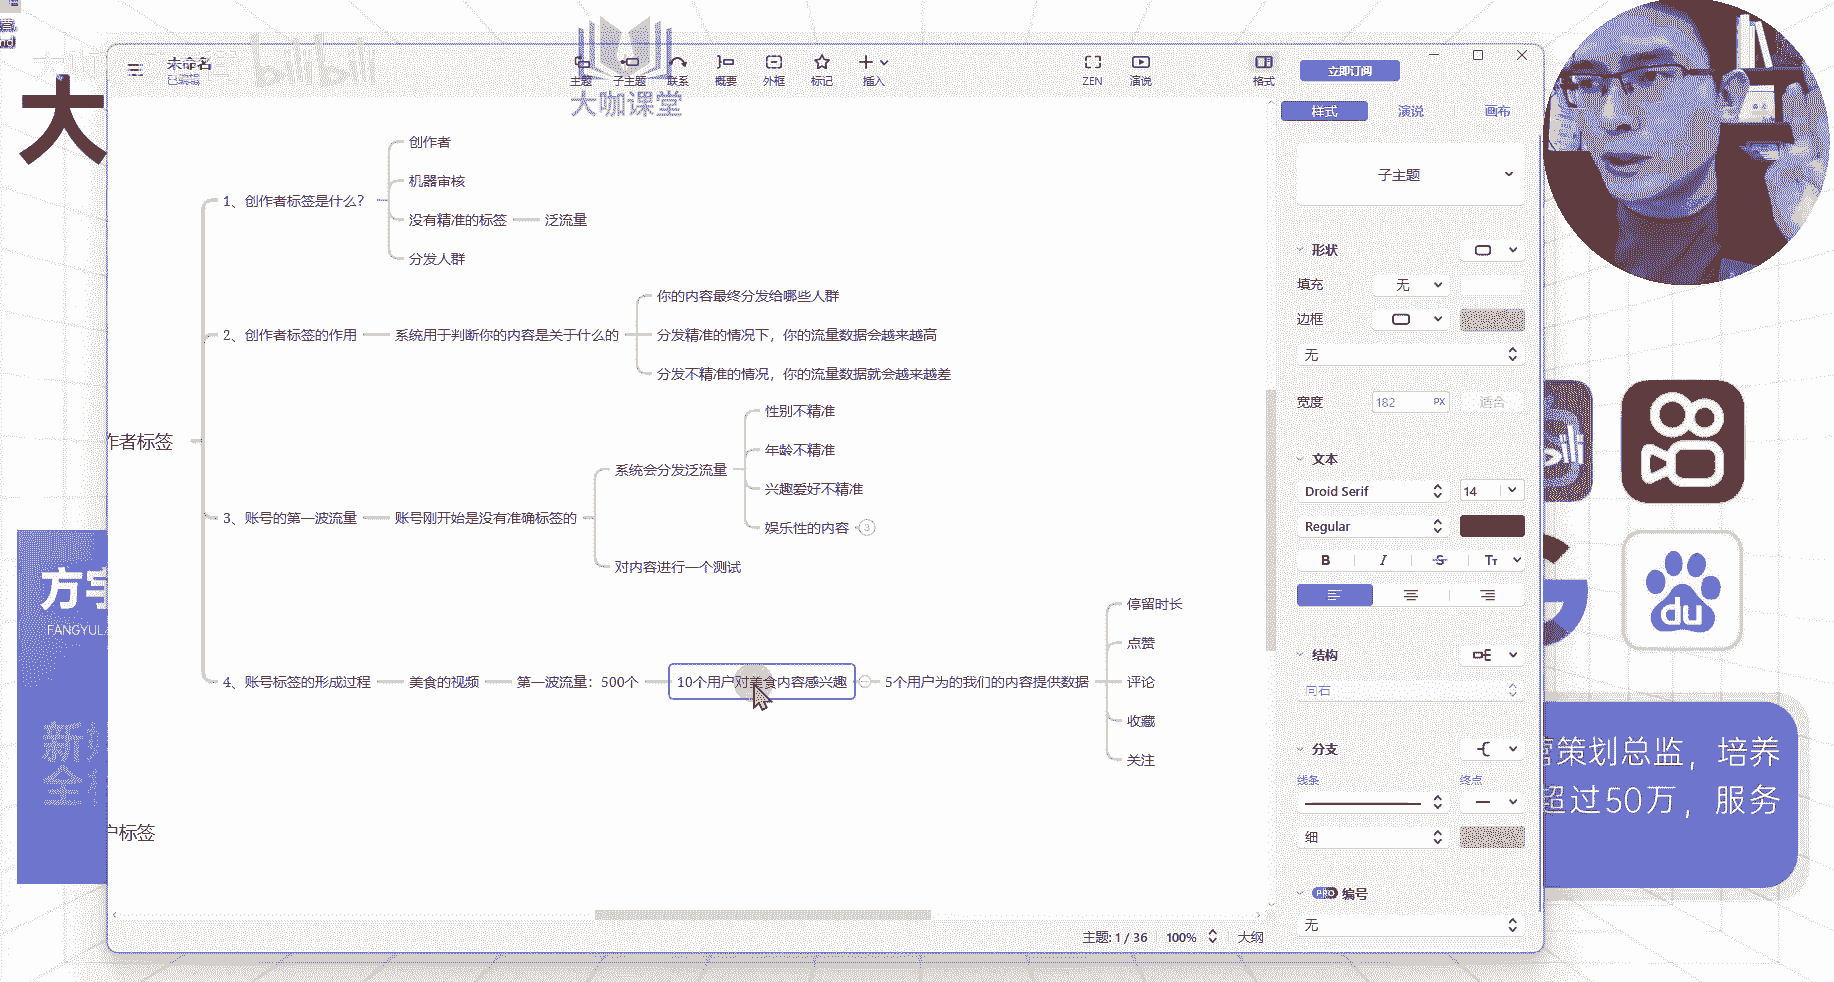 未命名
已编辑
bilibili
大咖课堂
主题
子主题
联系
概要
外框
标记
插入
ZEN
演说
格式
立即订阅
样式
演说
画布
大
创作者
机器审核
1、创作者标签是什么?
没有精准的标签
泛流量
分发人群
你的内容最终分发给哪些人群
2、创作者标签的作用
系统用于判断你的内容是关于什么的
分发精准的情况下，你的流量数据会越来越高
分发不精准的情况，你的流量数据就会越来越差
作者标签
性别不精准
年龄不精准
系统会分发泛流量
兴趣爱好不精准
3、账号的第一波流量
账号刚开始是没有准确标签的
娱乐性的内容
3
对内容进行一个测试
停留时长
点赞
4、账号标签的形成过程
美食的视频
第一波流量：500个
10个用户对美食内容感兴趣
5个用户为的我们的内容提供数据
评论
收藏
关注
户标签
子主题
形状
填充
无
边框
无
宽度
182
PX
适合
文本
Droid Serif
14
Regular
B
I
S
Tт
结构
向右
分支
线条
终点
细
PRO
编号
无
主题: 1 / 36
100%
大纲
方宇
FANGYU
新
全
du
营策划总监，培养
超过50万，服务